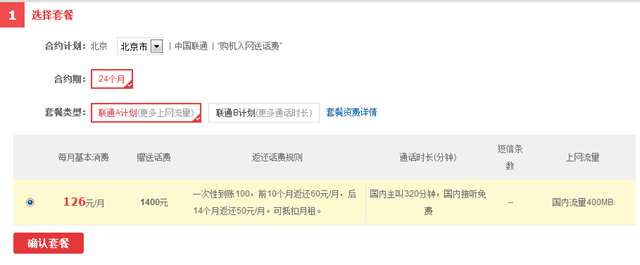 1 选择套餐
合约计划: 北京 北京市 | 中国联通 | "购机入网送话费"
合约期: 24个月
套餐类型: 联通A计划(更多上网流量) 联通B计划(更多通话时长) 套餐资费详情
每月基本消费 赠送话费 返还话费规则 通话时长(分钟) 短信条数 上网流量
126元/月 1400元 一次性到账100，前10个月返还60元/月，后 国内主叫320分钟，国内接听免 -- 国内流量400MB
14个月返还50元/月。可抵扣月租。 费
确认套餐